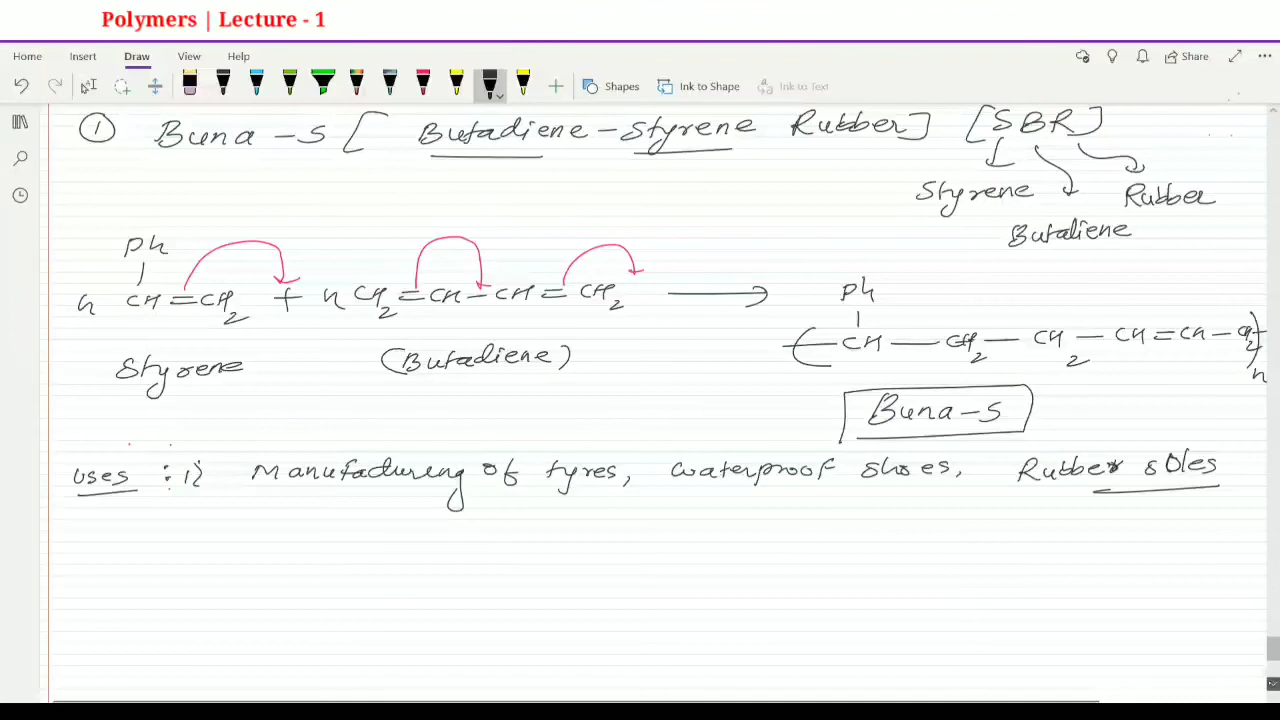 Polymers | Lecture - 1
Home Insert Draw View Help Share
Shapes Ink to Shape Ink to Text
① Buna-S [ Butadiene-Styrene Rubber] [SBR]
Styrene Rubber
Butadiene
Ph
n CH=CH2 + n CH2=CH-CH=CH2 ⟶
Styrene (Butadiene)
Ph
( CH — CH2 — CH2 — CH=CH-CH2 )n
Buna-S
Uses : 1) Manufacturing of tyres, waterproof shoes, Rubber soles